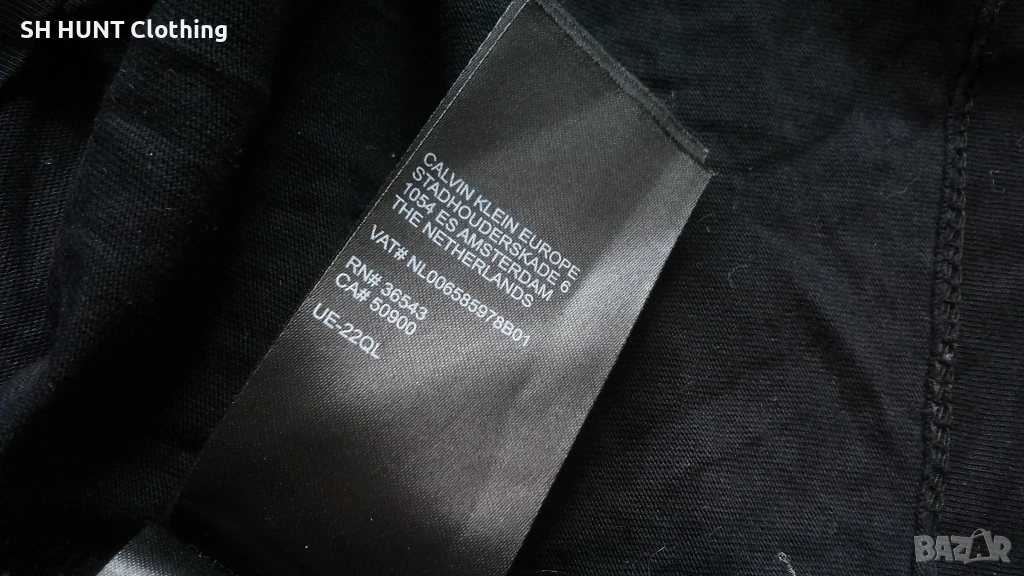 SH HUNT Clothing
CALVIN KLEIN EUROPE
STADHOUDERSKADE 6
1054 ES AMSTERDAM
THE NETHERLANDS
VAT# NL006585978B01
RN# 36543
CA# 50900
UE-22QL
BAZAR